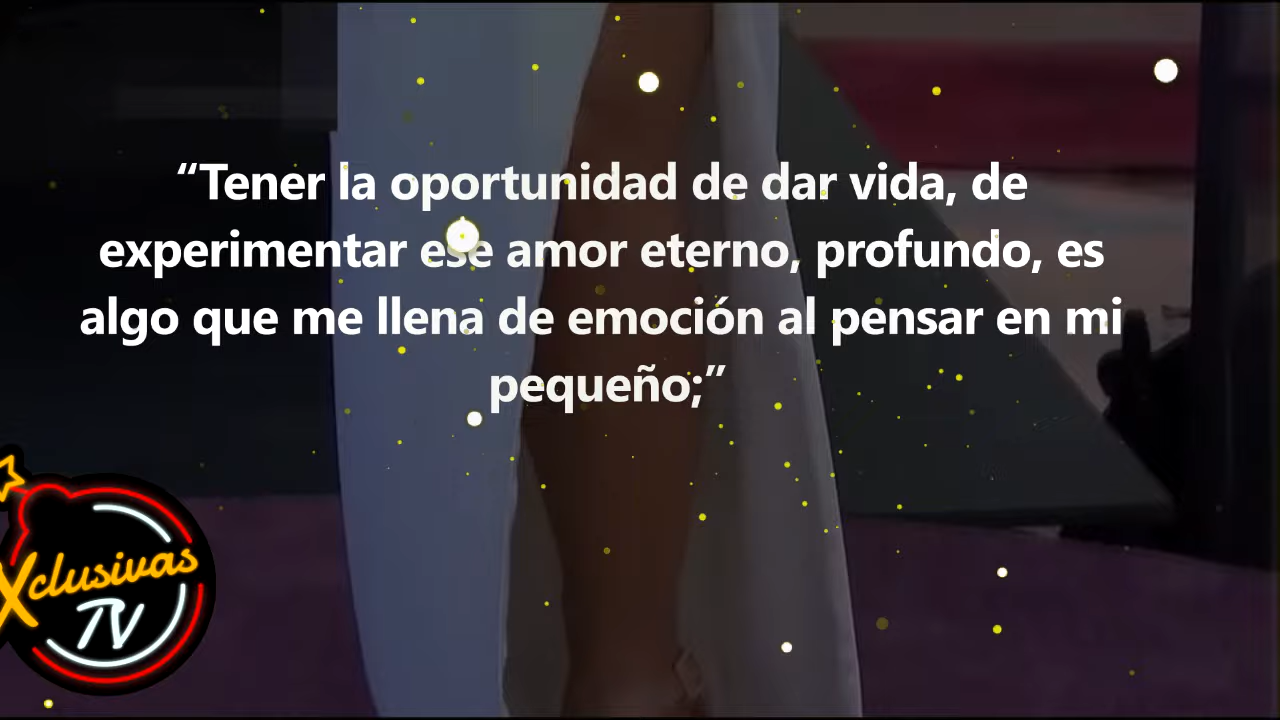 “Tener la oportunidad de dar vida, de
experimentar ese amor eterno, profundo, es
algo que me llena de emoción al pensar en mi
pequeño;”
Xclusivas
TV